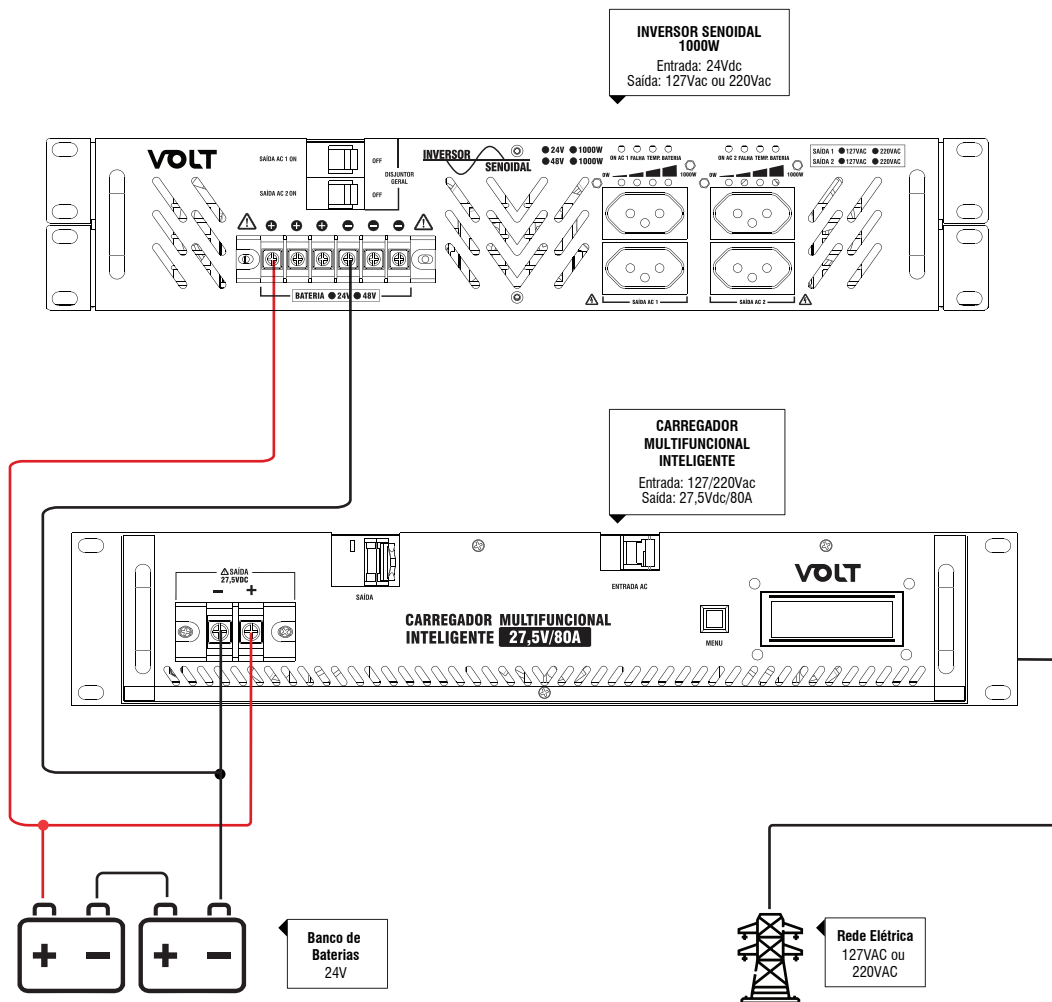 INVERSOR SENOIDAL
1000W
Entrada: 24Vdc
Saída: 127Vac ou 220Vac
VOLT
SAÍDA AC 1 ON
OFF
DISJUNTOR
GERAL
SAÍDA AC 2 ON
OFF
INVERSOR
SENOIDAL
24V 1000W
48V 1000W
ON AC 1 FALHA TEMP. BATERIA
0W 1000W
ON AC 2 FALHA TEMP. BATERIA
0W 1000W
SAÍDA 1 127VAC 220VAC
SAÍDA 2 127VAC 220VAC
+ + + − − −
BATERIA 24V 48V
SAÍDA AC 1
SAÍDA AC 2
CARREGADOR
MULTIFUNCIONAL
INTELIGENTE
Entrada: 127/220Vac
Saída: 27,5Vdc/80A
SAÍDA
27,5VDC
− +
SAÍDA
ENTRADA AC
CARREGADOR MULTIFUNCIONAL
INTELIGENTE 27,5V/80A
MENU
VOLT
+ − + −
Banco de
Baterias
24V
Rede Elétrica
127VAC ou
220VAC